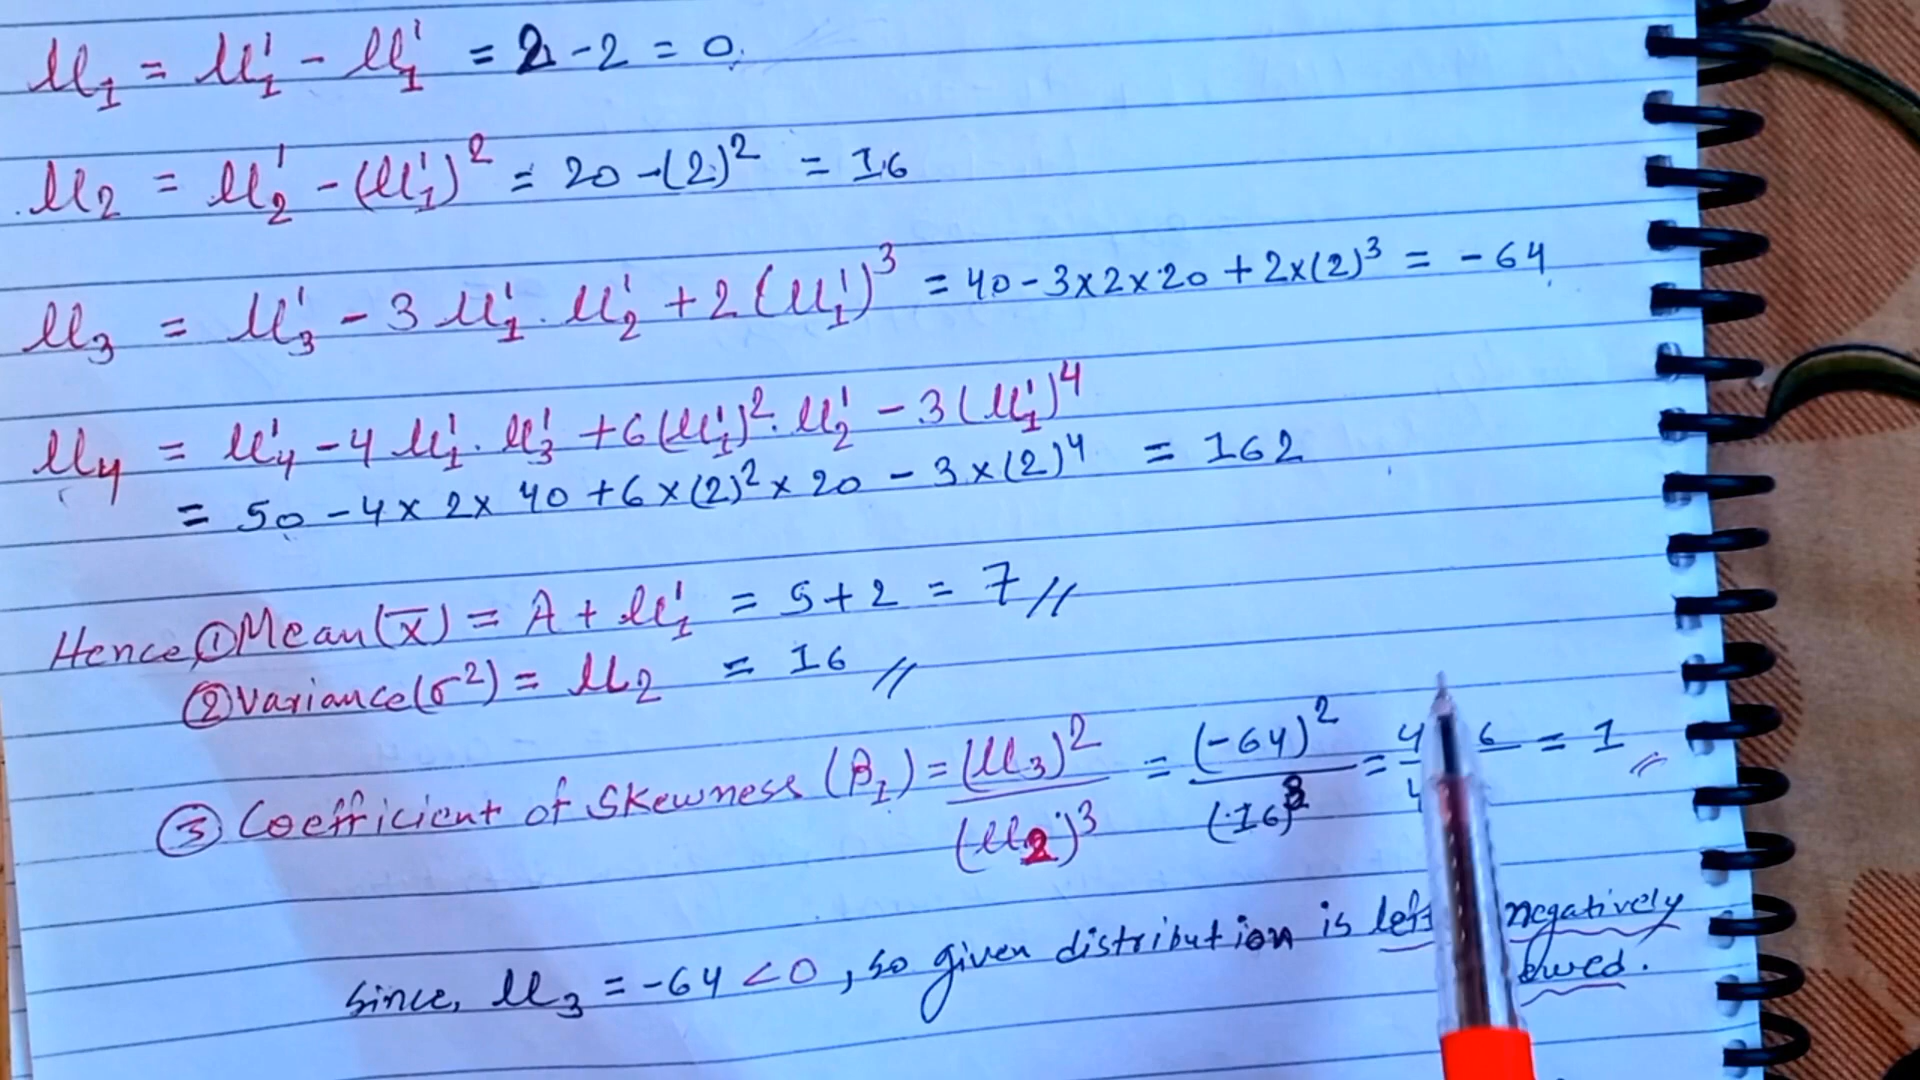 μ₁ = μ₁' - μ₁' = 2 - 2 = 0
μ₂ = μ₂' - (μ₁')² = 20 - (2)² = 16
μ₃ = μ₃' - 3 μ₁'. μ₂' + 2 (μ₁')³ = 40 - 3x2x20 + 2x(2)³ = - 64
μ₄ = μ₄' - 4 μ₁'. μ₃' + 6(μ₁')². μ₂' - 3(μ₁')⁴
= 50 - 4 x 2 x 40 + 6 x (2)² x 20 - 3 x (2)⁴ = 162
Hence, ① Mean (x̅) = A + μ₁' = 5 + 2 = 7 //
② Variance (σ²) = μ₂ = 16 //
③ Coefficient of Skewness (β₁) = (μ₃)² / (μ₂)³ = (-64)² / (16)³ = = 1 //
Since, μ₃ = -64 < 0, so given distribution is negatively